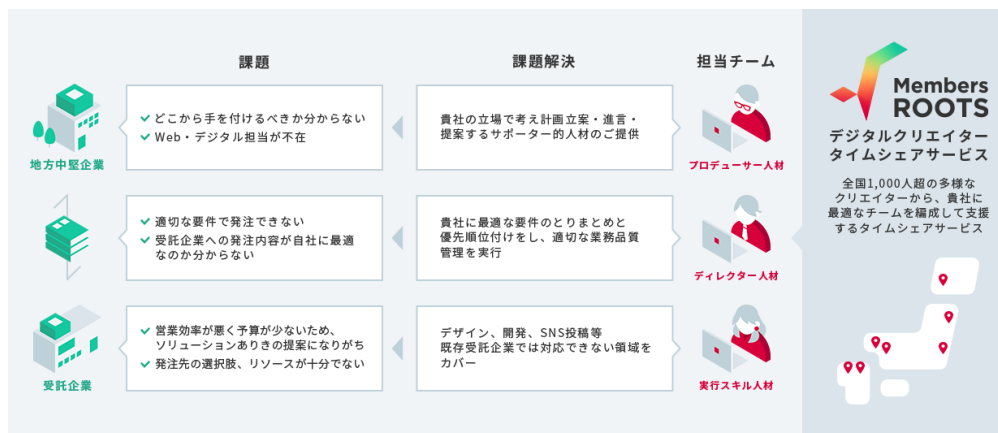 課題
課題解決
担当チーム
地方中堅企業
どこから手を付けるべきか分からない
Web・デジタル担当が不在
貴社の立場で考え計画立案・進言・
提案するサポーター的人材のご提供
プロデューサー人材
適切な要件で発注できない
受託企業への発注内容が自社に最適
なのか分からない
貴社に最適な要件のとりまとめと
優先順位付けをし、適切な業務品質
管理を実行
ディレクター人材
受託企業
営業効率が悪く予算が少ないため、
ソリューションありきの提案になりがち
発注先の選択肢、リソースが十分でない
デザイン、開発、SNS投稿等
既存受託企業では対応できない領域を
カバー
実行スキル人材
Members
ROOTS
デジタルクリエイター
タイムシェアサービス
全国1,000人超の多様な
クリエイターから、貴社に
最適なチームを編成して支援
するタイムシェアサービス